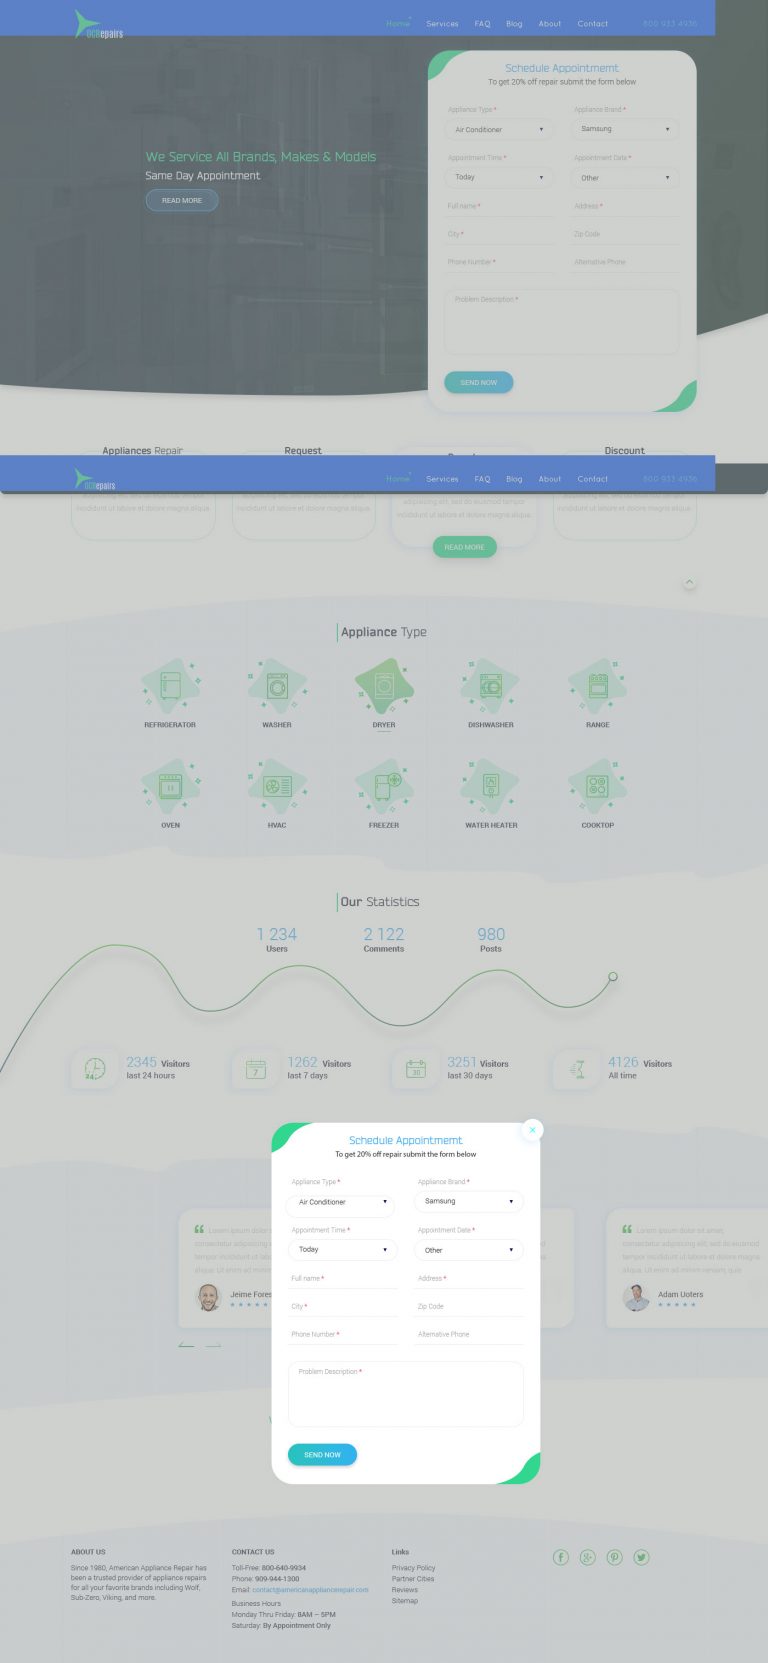 OCRepairs
Home Services FAQ Blog About Contact 800 933 4936
Schedule Appointmemt
To get 20% off repair submit the form below
Appliance Type * Appliance Brand *
Air Conditioner Samsung
We Service All Brands, Makes & Models
Same Day Appointment
READ MORE
Appointment Time * Appointment Date *
Today Other
Full name * Address *
City * Zip Code
Phone Number * Alternative Phone
Problem Description *
SEND NOW
Appliances Repair Request Discount
OCRepairs
Home Services FAQ Blog About Contact 800 933 4936
adipisicing elit, sed do eiusmod tempor
incididunt ut labore et dolore magna aliqua. incididunt ut labore et dolore magna aliqua. incididunt ut labore et dolore magna aliqua. incididunt ut labore et dolore magna aliqua.
READ MORE
Appliance Type
REFRIGERATOR WASHER DRYER DISHWASHER RANGE
OVEN HVAC FREEZER WATER HEATER COOKTOP
Our Statistics
1 234 2 122 980
Users Comments Posts
2345 Visitors 1262 Visitors 3251 Visitors 4126 Visitors
last 24 hours last 7 days last 30 days All time
Schedule Appointmemt
To get 20% off repair submit the form below
Appliance Type * Appliance Brand *
Air Conditioner Samsung
Appointment Time * Appointment Date *
Today Other
Full name * Address *
City * Zip Code
Phone Number * Alternative Phone
Problem Description *
SEND NOW
Lorem ipsum dolor
consectetur adipisicing
tempor incididunt ut
aliqua. Ut enim ad minim
Jeime
Lorem ipsum dolor sit amet,
consectetur adipisicing elit, sed do eiusmod
tempor incididunt ut labore et dolore magna
aliqua. Ut enim ad minim veniam, quis
Adam Uoters
ABOUT US
Since 1980, American Appliance Repair has
been a trusted provider of appliance repairs
for all your favorite brands including Wolf,
Sub-Zero, Viking, and more.
CONTACT US
Toll-Free: 800-640-9934
Phone: 909-944-1300
Email: contact@americanappliancerepair.com
Business Hours
Monday Thru Friday: 8AM – 5PM
Saturday: By Appointment Only
Links
Privacy Policy
Partner Cities
Reviews
Sitemap